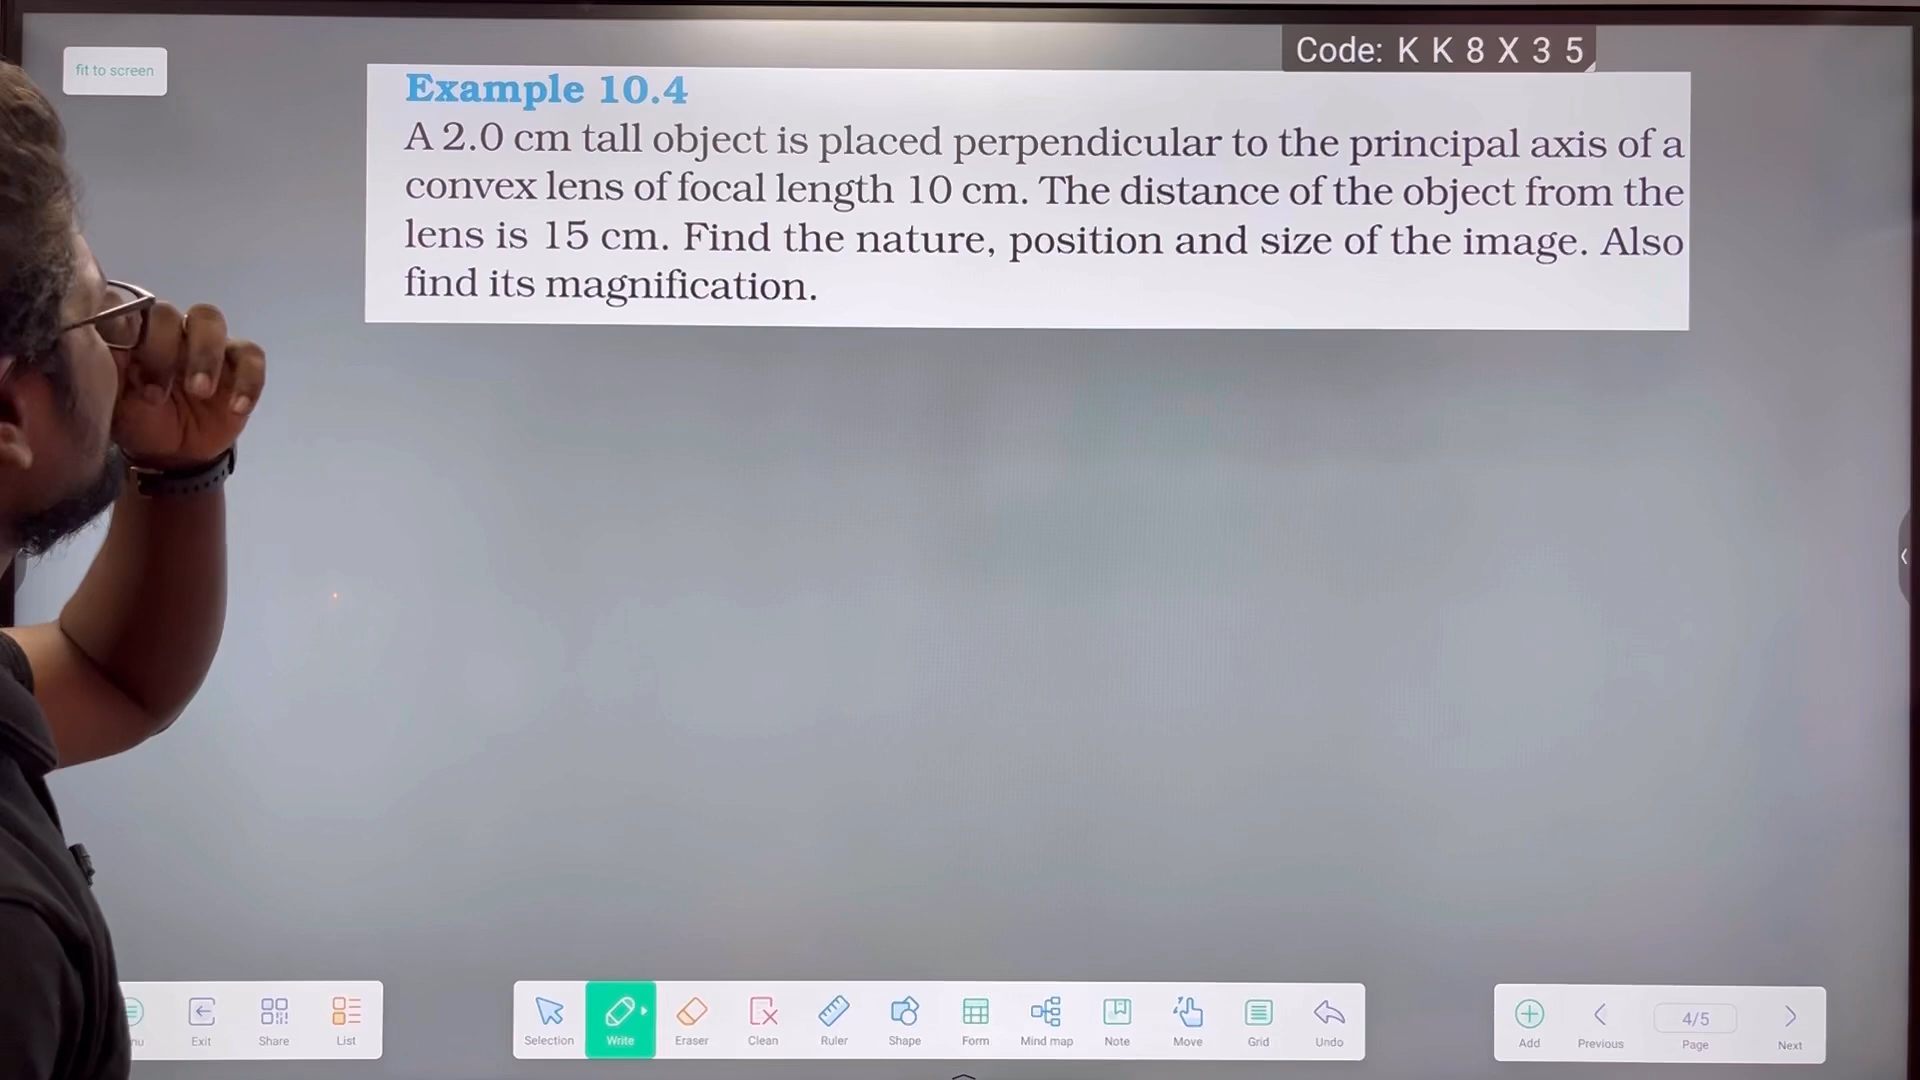 fit to screen
Code: K K 8 X 3 5
Example 10.4
A 2.0 cm tall object is placed perpendicular to the principal axis of a
convex lens of focal length 10 cm. The distance of the object from the
lens is 15 cm. Find the nature, position and size of the image. Also
find its magnification.
Exit Share List
Selection Write Eraser Clean Ruler Shape Form Mind map Note Move Grid Undo
4/5
Add Previous Page Next